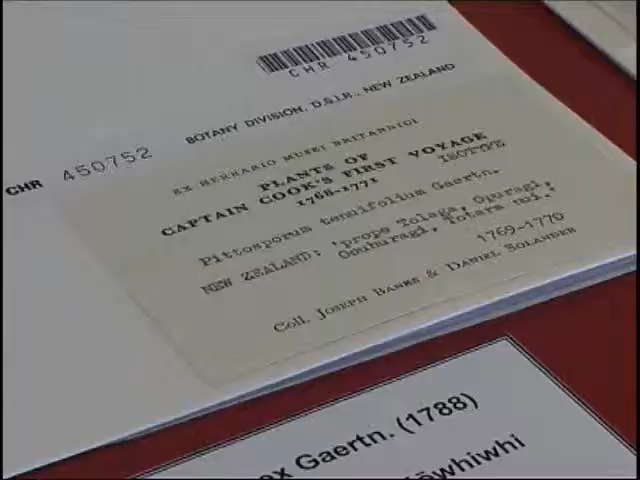 CHR 450752
BOTANY DIVISION, D.S.I.R., NEW ZEALAND
CHR 450752
EX HERBARIO MUSEI BRITANNICI
PLANTS OF
CAPTAIN COOK'S FIRST VOYAGE
1768-1771 ISOTYPE
Pittosporum tenuifolium Gaertn.
NEW ZEALAND: 'prope Tolaga, Opuragi,
Oouhuragi, Totara nui.'
1769-1770
Coll. Joseph Banks & Daniel Solander
ex Gaertn. (1788)